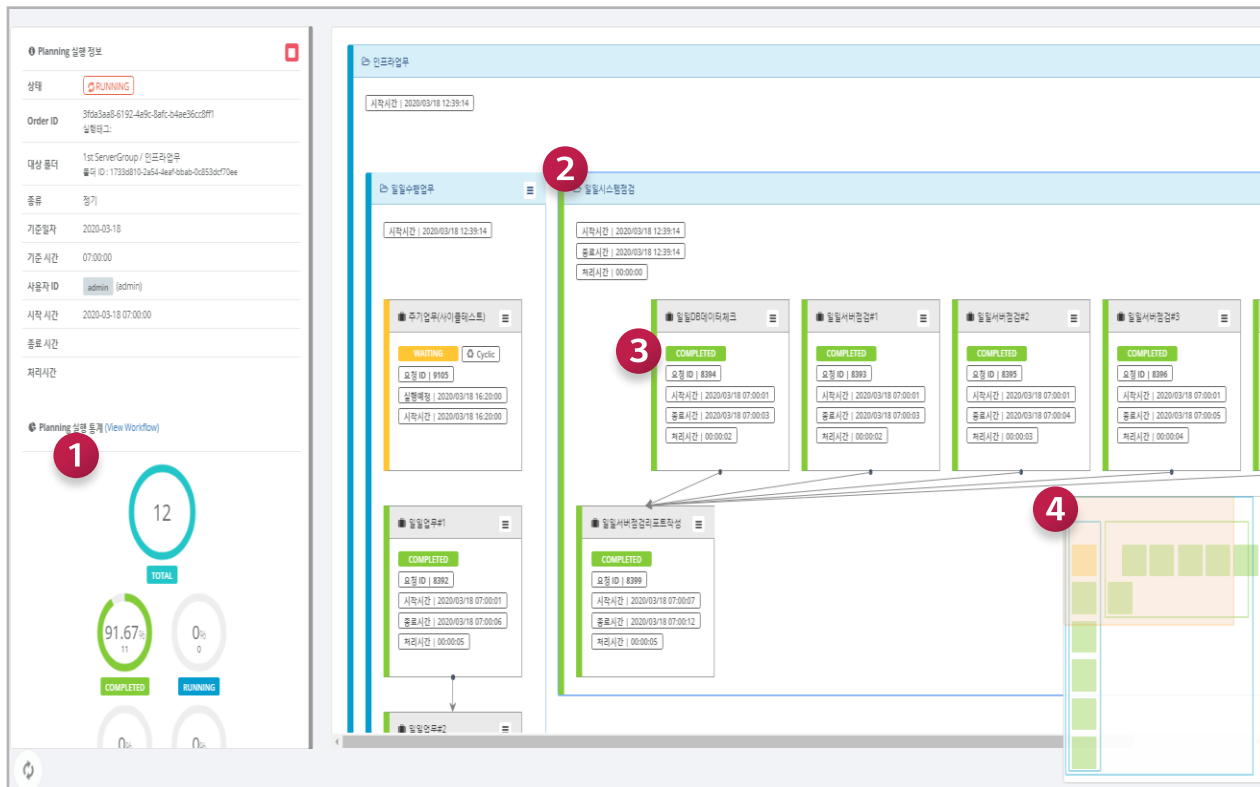 Planning 실행 정보
상태
RUNNING
Order ID
3fda3aa8-6192-4a9c-8afc-b4ae36cc8ff1
실행태그:
대상 폴더
1st ServerGroup / 인프라업무
폴더 ID : 1733d810-2a54-4eaf-bbab-0c853dcf70ee
종류
정기
기준일자
2020-03-18
기준 시간
07:00:00
사용자 ID
admin (admin)
시작 시간
2020-03-18 07:00:00
종료 시간
처리시간
Planning 실행 통계 (View Workflow)
1
12
TOTAL
91.67%
11
COMPLETED
0%
0
RUNNING
0%
0%
인프라업무
시작시간 | 2020/03/18 12:39:14
일일수행업무
시작시간 | 2020/03/18 12:39:14
주기업무(사이클테스트)
WAITING
Cyclic
요청 ID | 9105
실행예정 | 2020/03/18 16:20:00
시작시간 | 2020/03/18 16:20:00
일일업무#1
COMPLETED
요청 ID | 8392
시작시간 | 2020/03/18 07:00:01
종료시간 | 2020/03/18 07:00:06
처리시간 | 00:00:05
일일업무#2
2
일일시스템점검
시작시간 | 2020/03/18 12:39:14
종료시간 | 2020/03/18 12:39:14
처리시간 | 00:00:00
3
일일DB데이터체크
COMPLETED
요청 ID | 8394
시작시간 | 2020/03/18 07:00:01
종료시간 | 2020/03/18 07:00:03
처리시간 | 00:00:02
일일서버점검#1
COMPLETED
요청 ID | 8393
시작시간 | 2020/03/18 07:00:01
종료시간 | 2020/03/18 07:00:03
처리시간 | 00:00:02
일일서버점검#2
COMPLETED
요청 ID | 8395
시작시간 | 2020/03/18 07:00:01
종료시간 | 2020/03/18 07:00:04
처리시간 | 00:00:03
일일서버점검#3
COMPLETED
요청 ID | 8396
시작시간 | 2020/03/18 07:00:01
종료시간 | 2020/03/18 07:00:05
처리시간 | 00:00:04
일일서버점검리포트작성
COMPLETED
요청 ID | 8399
시작시간 | 2020/03/18 07:00:07
종료시간 | 2020/03/18 07:00:12
처리시간 | 00:00:05
4